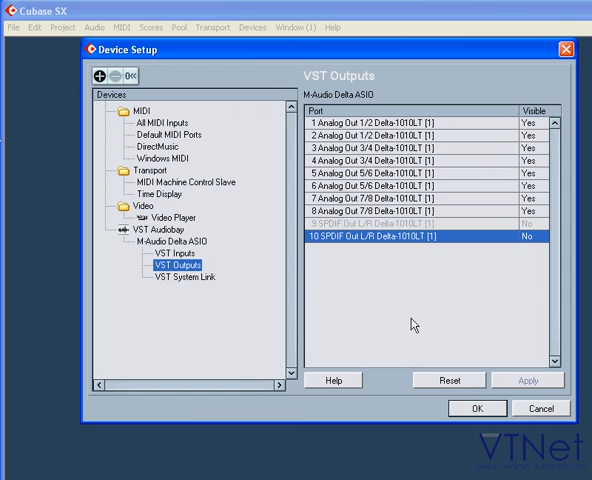 Cubase SX
File Edit Project Audio MIDI Scores Pool Transport Devices Window (1) Help
Device Setup
VST Outputs
Devices
M-Audio Delta ASIO
Port Visible
MIDI
All MIDI Inputs
Default MIDI Ports
DirectMusic
Windows MIDI
Transport
MIDI Machine Control Slave
Time Display
Video
Video Player
VST Audiobay
M-Audio Delta ASIO
VST Inputs
VST Outputs
VST System Link
1 Analog Out 1/2 Delta-1010LT [1] Yes
2 Analog Out 1/2 Delta-1010LT [1] Yes
3 Analog Out 3/4 Delta-1010LT [1] Yes
4 Analog Out 3/4 Delta-1010LT [1] Yes
5 Analog Out 5/6 Delta-1010LT [1] Yes
6 Analog Out 5/6 Delta-1010LT [1] Yes
7 Analog Out 7/8 Delta-1010LT [1] Yes
8 Analog Out 7/8 Delta-1010LT [1] Yes
9 SPDIF Out L/R Delta-1010LT [1] No
10 SPDIF Out L/R Delta-1010LT [1] No
Help Reset Apply
OK Cancel
VTNet